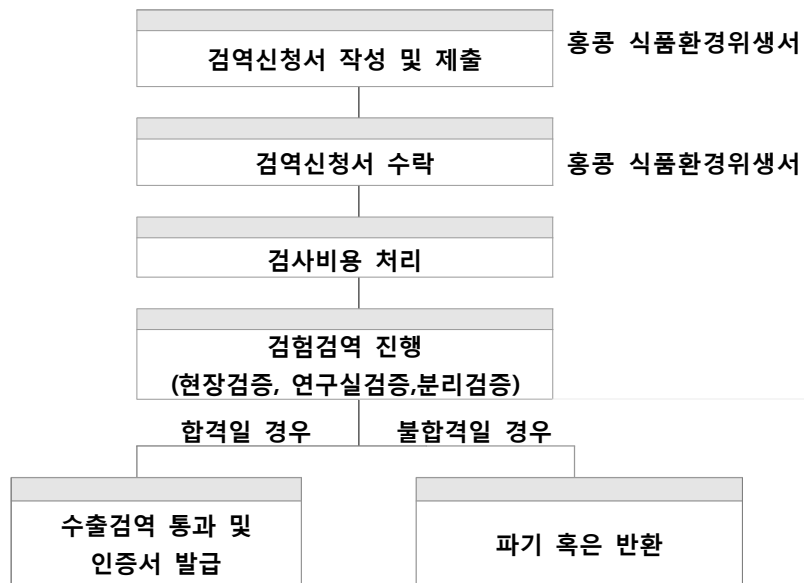 검역신청서 작성 및 제출
홍콩 식품환경위생서
검역신청서 수락
홍콩 식품환경위생서
검사비용 처리
검험검역 진행
(현장검증, 연구실검증,분리검증)
합격일 경우
불합격일 경우
수출검역 통과 및
인증서 발급
파기 혹은 반환